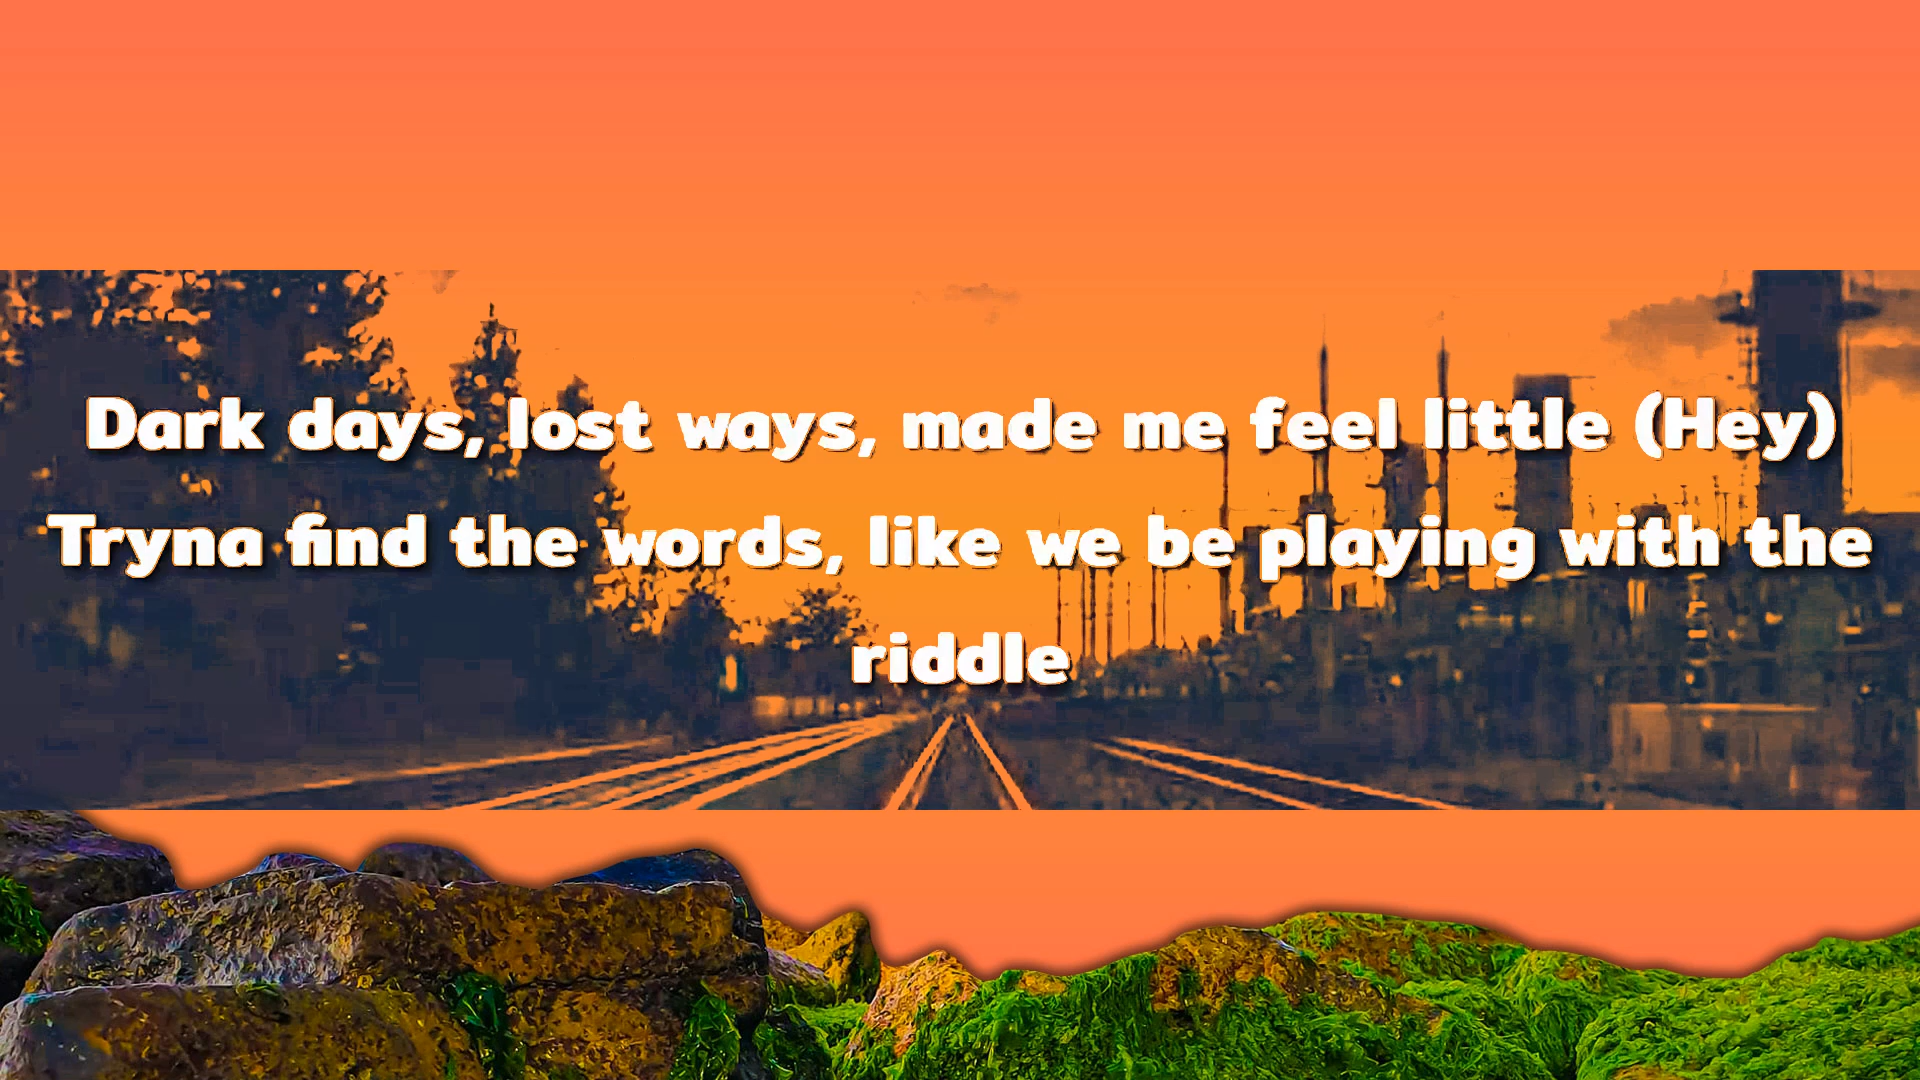 Dark days, lost ways, made me feel little (Hey)
Tryna find the words, like we be playing with the
riddle